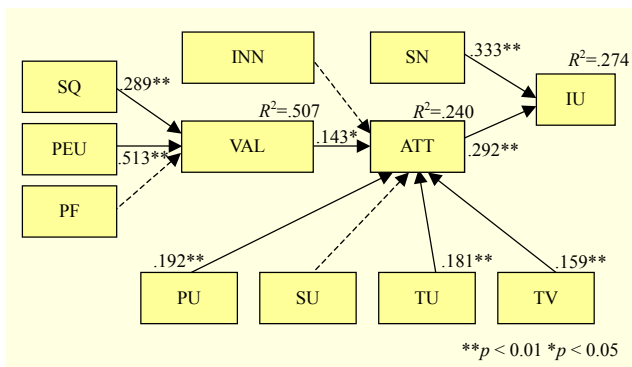 INN
SN
.333**
R²=.274
SQ
.289**
IU
R²=.507
R²=.240
PEU
VAL
.143*
ATT
.292**
.513**
PF
.192**
.181**
.159**
PU
SU
TU
TV
**p < 0.01 *p < 0.05